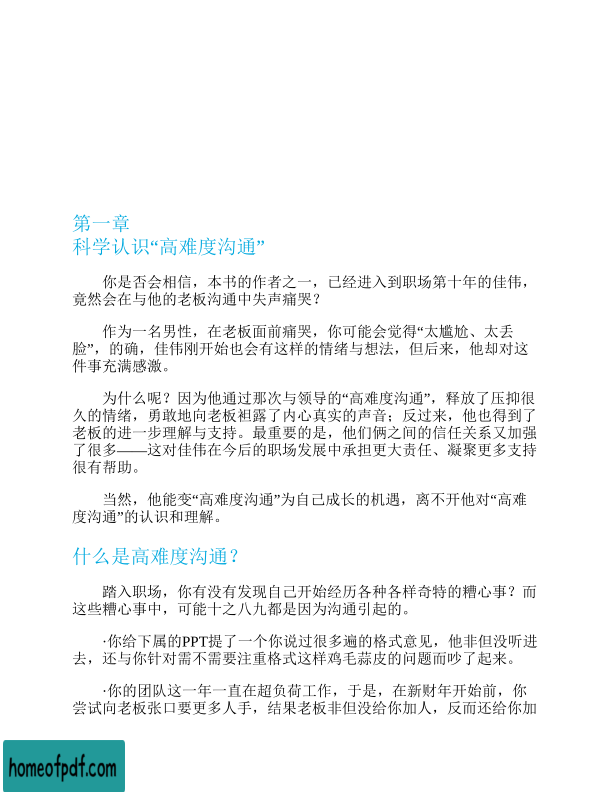 第一章
科学认识“高难度沟通”
你是否会相信，本书的作者之一，已经进入到职场第十年的佳伟，
竟然会在与他的老板沟通中失声痛哭？
作为一名男性，在老板面前痛哭，你可能会觉得“太尴尬、太丢
脸”，的确，佳伟刚开始也会有这样的情绪与想法，但后来，他却对这
件事充满感激。
为什么呢？因为他通过那次与领导的“高难度沟通”，释放了压抑很
久的情绪，勇敢地向老板袒露了内心真实的声音；反过来，他也得到了
老板的进一步理解与支持。最重要的是，他们俩之间的信任关系又加强
了很多——这对佳伟在今后的职场发展中承担更大责任、凝聚更多支持
很有帮助。
当然，他能变“高难度沟通”为自己成长的机遇，离不开他对“高难
度沟通”的认识和理解。
什么是高难度沟通？
踏入职场，你有没有发现自己开始经历各种各样奇特的糟心事？而
这些糟心事中，可能十之八九都是因为沟通引起的。
·你给下属的PPT提了一个你说过很多遍的格式意见，他非但没听进
去，还与你针对需不需要注重格式这样鸡毛蒜皮的问题而吵了起来。
·你的团队这一年一直在超负荷工作，于是，在新财年开始前，你
尝试向老板张口要更多人手，结果老板非但没给你加人，反而还给你加
homeofpdf.com